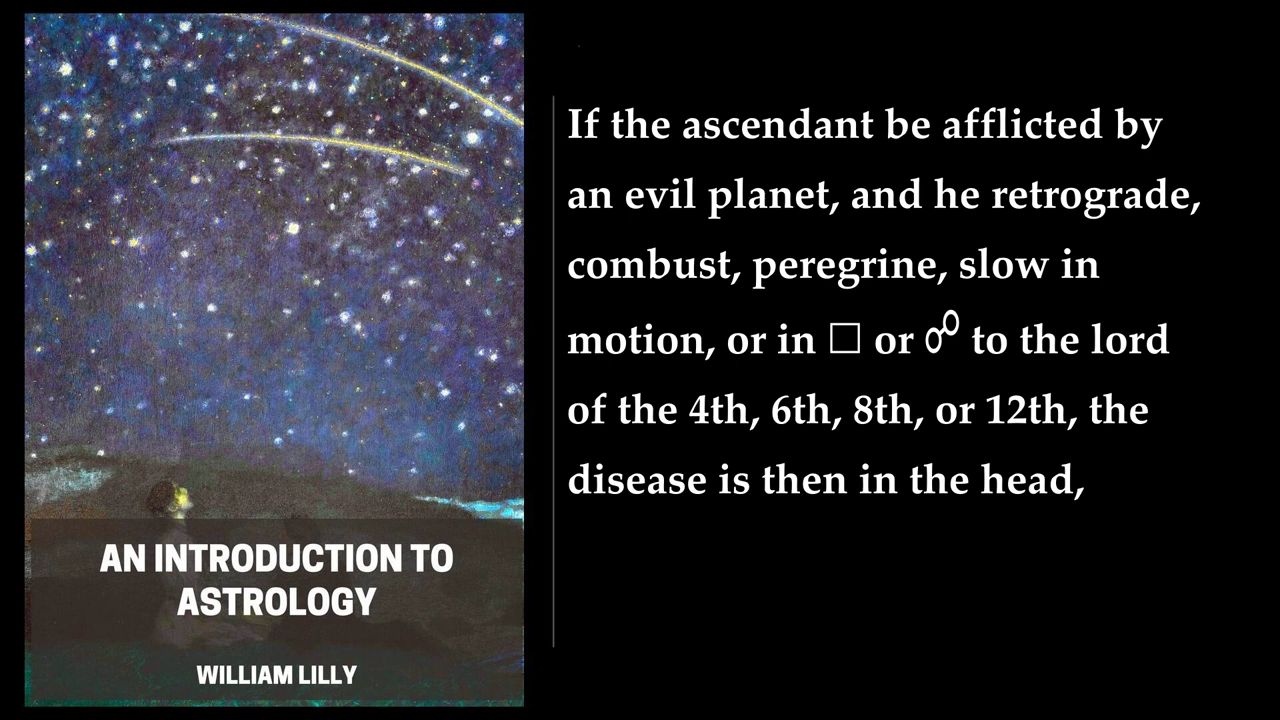 AN INTRODUCTION TO
ASTROLOGY
WILLIAM LILLY
If the ascendant be afflicted by
an evil planet, and he retrograde,
combust, peregrine, slow in
motion, or in □ or ☍ to the lord
of the 4th, 6th, 8th, or 12th, the
disease is then in the head,